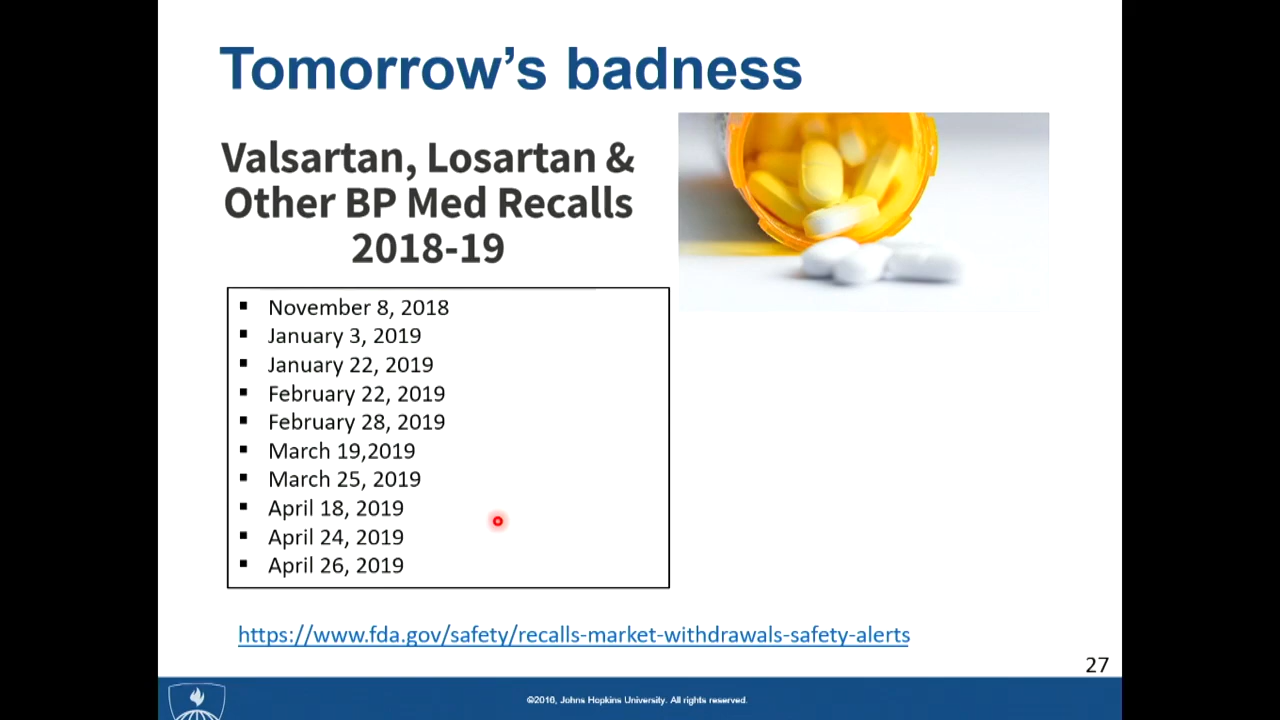 Tomorrow’s badness
Valsartan, Losartan &
Other BP Med Recalls
2018-19
November 8, 2018
January 3, 2019
January 22, 2019
February 22, 2019
February 28, 2019
March 19,2019
March 25, 2019
April 18, 2019
April 24, 2019
April 26, 2019
https://www.fda.gov/safety/recalls-market-withdrawals-safety-alerts
27
©2016, Johns Hopkins University. All rights reserved.